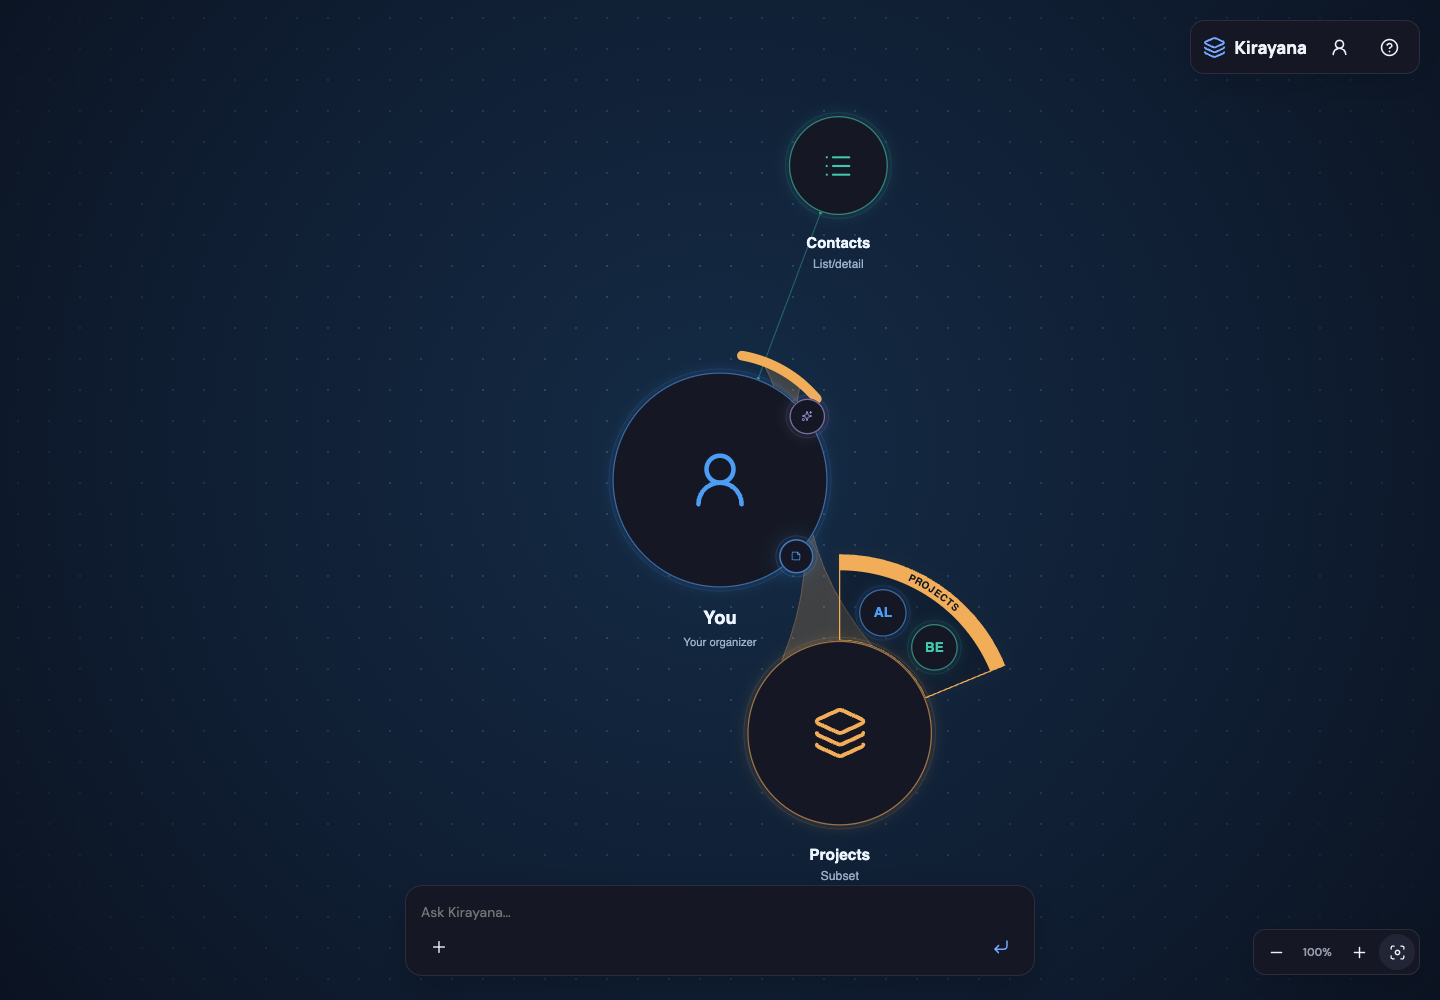 Kirayana
Contacts
List/detail
PROJECTS
AL
BE
You
Your organizer
Projects
Subset
Ask Kirayana...
100%